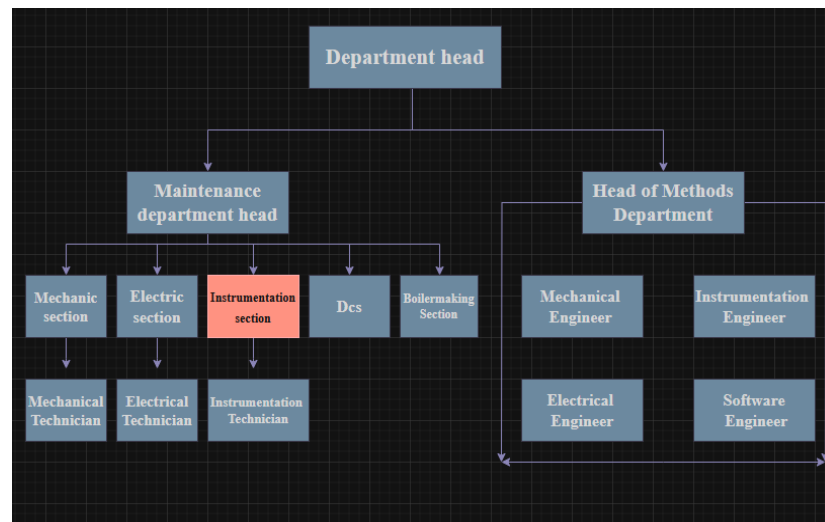 Department head
Maintenance
department head
Head of Methods
Department
Mechanic
section
Electric
section
Instrumentation
section
Dcs
Boilermaking
Section
Mechanical
Engineer
Instrumentation
Engineer
Mechanical
Technician
Electrical
Technician
Instrumentation
Technician
Electrical
Engineer
Software
Engineer